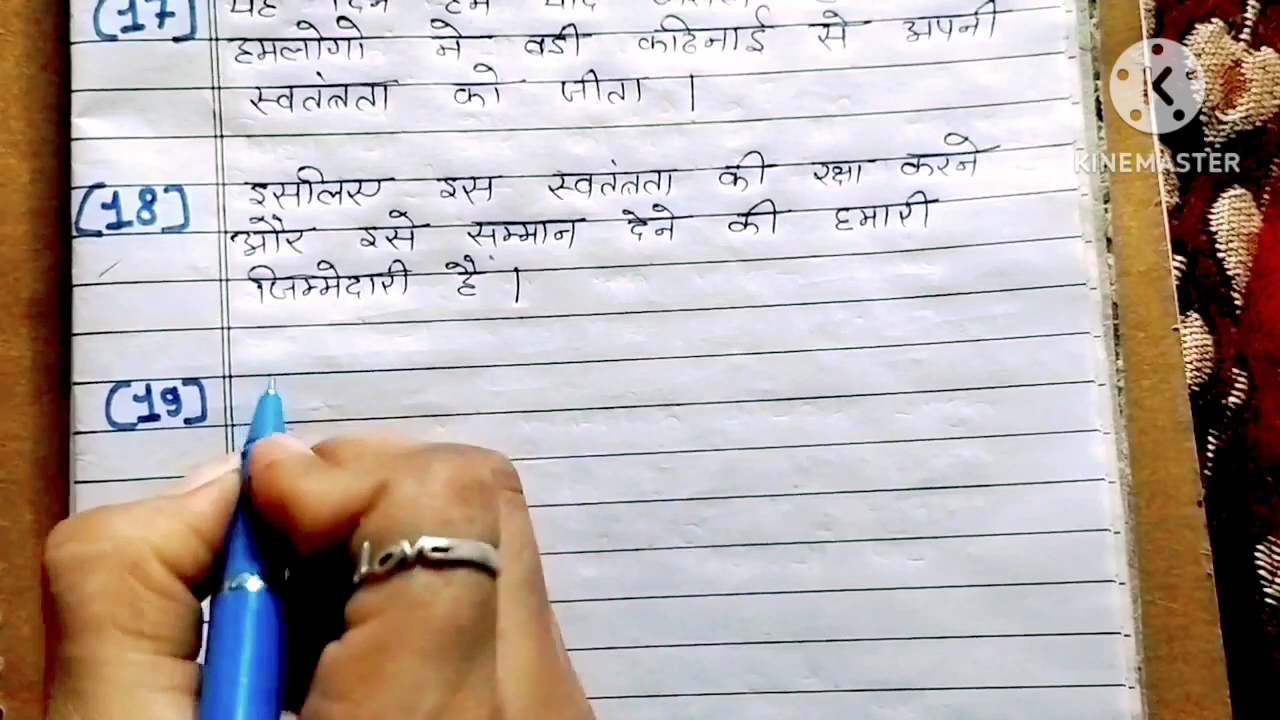 (17)
हमलोगो ने बडी कठिनाई से अपनी
स्वतंत्रता को जीता |
(18) इसलिए इस स्वतंत्रता की रक्षा करने
और इसे सम्मान देने की हमारी
जिम्मेदारी हैं |
(19)
KINEMASTER
Love